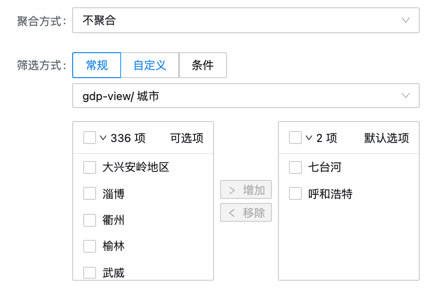 聚合方式: 不聚合
筛选方式: 常规 自定义 条件
gdp-view/ 城市
336 项 可选项
大兴安岭地区
淄博
衢州
榆林
武威
> 增加
< 移除
2 项 默认选项
七台河
呼和浩特